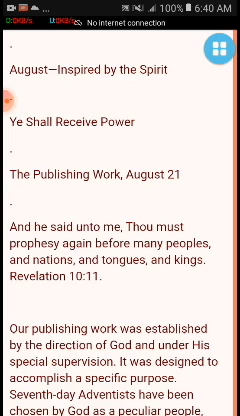 U:0KB/s
U:0KB/s
No internet connection
100%
6:40 AM
.
August—Inspired by the Spirit
Ye Shall Receive Power
.
The Publishing Work, August 21
.
And he said unto me, Thou must
prophesy again before many peoples,
and nations, and tongues, and kings.
Revelation 10:11.
Our publishing work was established
by the direction of God and under His
special supervision. It was designed to
accomplish a specific purpose.
Seventh-day Adventists have been
chosen by God as a peculiar people,